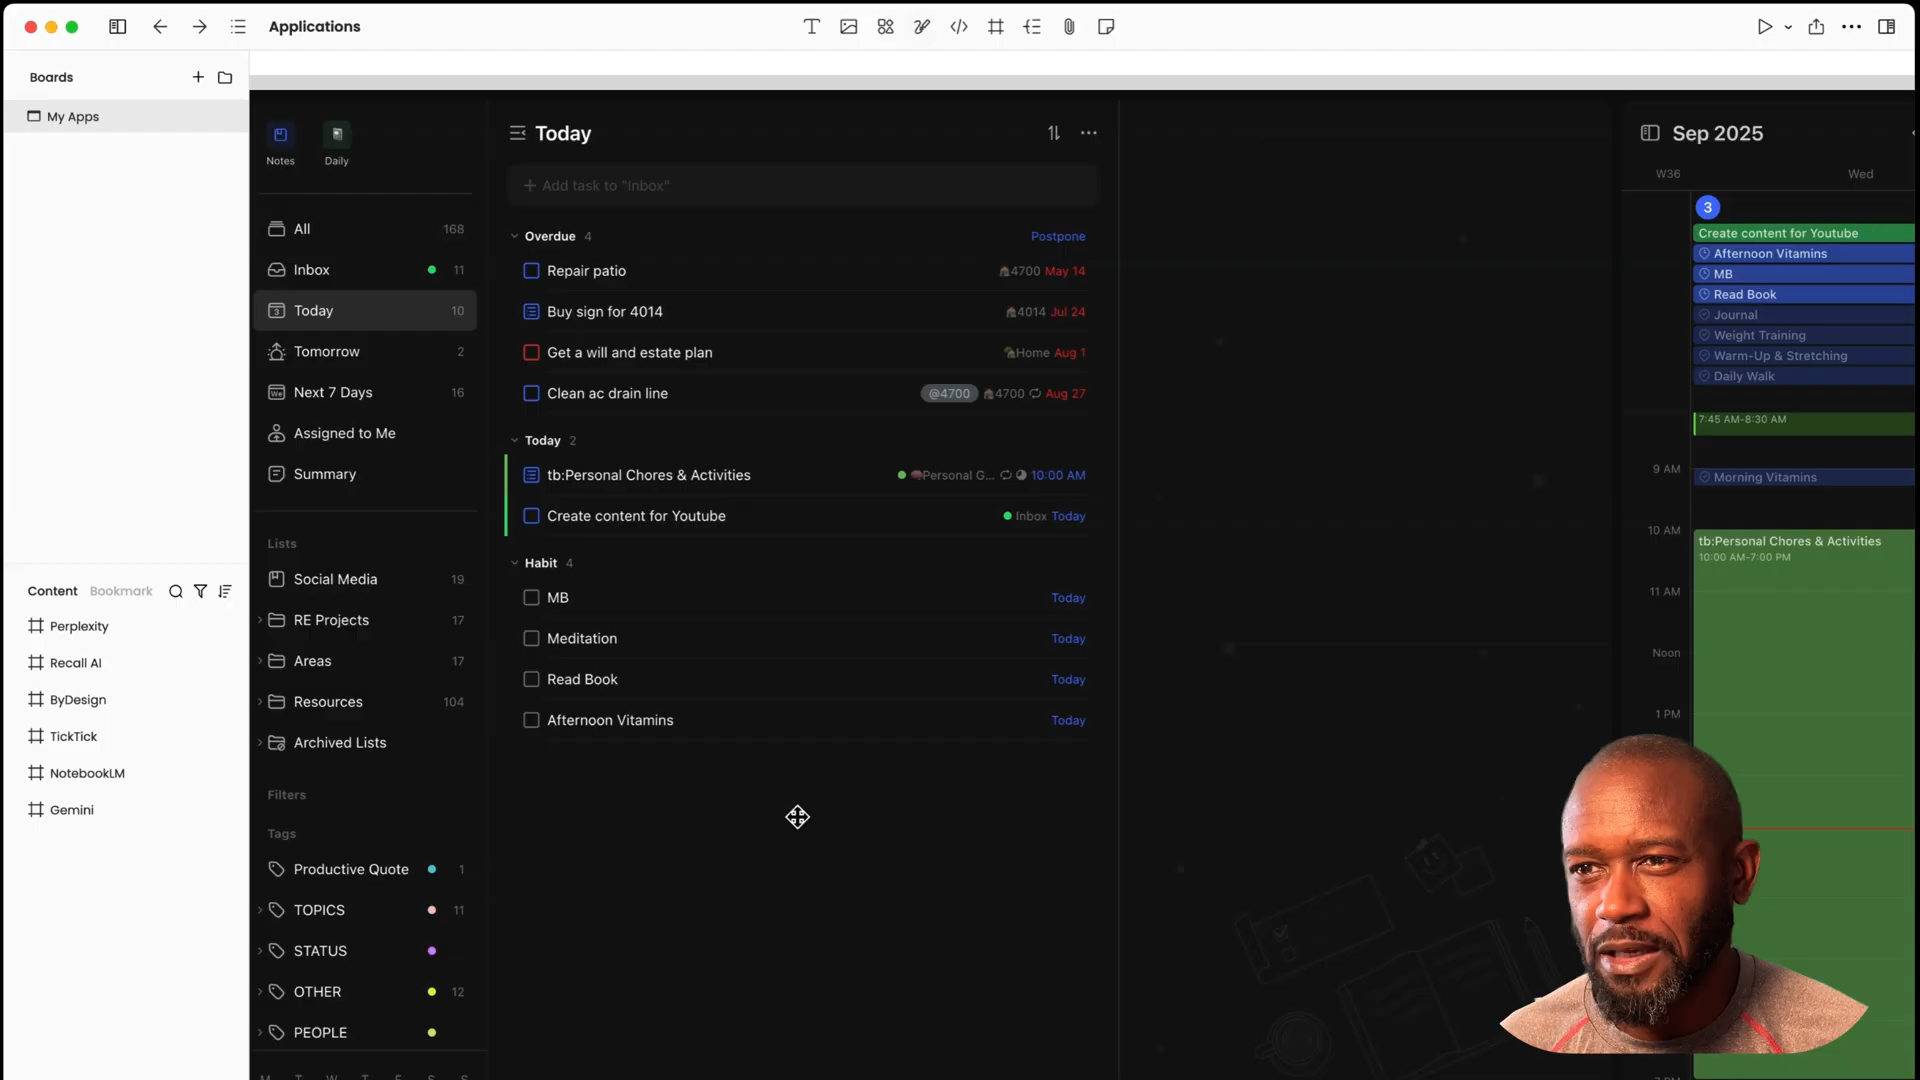 Applications
Boards
My Apps
Content Bookmark
Perplexity
Recall AI
ByDesign
TickTick
NotebookLM
Gemini
Notes
Daily
All 168
Inbox 11
Today 10
Tomorrow 2
Next 7 Days 16
Assigned to Me
Summary
Lists
Social Media 19
RE Projects 17
Areas 17
Resources 104
Archived Lists
Filters
Tags
Productive Quote 1
TOPICS 11
STATUS
OTHER 12
PEOPLE
Today
+ Add task to "Inbox"
Overdue 4 Postpone
Repair patio 4700 May 14
Buy sign for 4014 4014 Jul 24
Get a will and estate plan Home Aug 1
Clean ac drain line @4700 4700 Aug 27
Today 2
tb:Personal Chores & Activities Personal G... 10:00 AM
Create content for Youtube Inbox Today
Habit 4
MB Today
Meditation Today
Read Book Today
Afternoon Vitamins Today
Sep 2025
W36 Wed
3
Create content for Youtube
Afternoon Vitamins
MB
Read Book
Journal
Weight Training
Warm-Up & Stretching
Daily Walk
7:45 AM-8:30 AM
9 AM
Morning Vitamins
10 AM
tb:Personal Chores & Activities
10:00 AM-7:00 PM
11 AM
Noon
1 PM